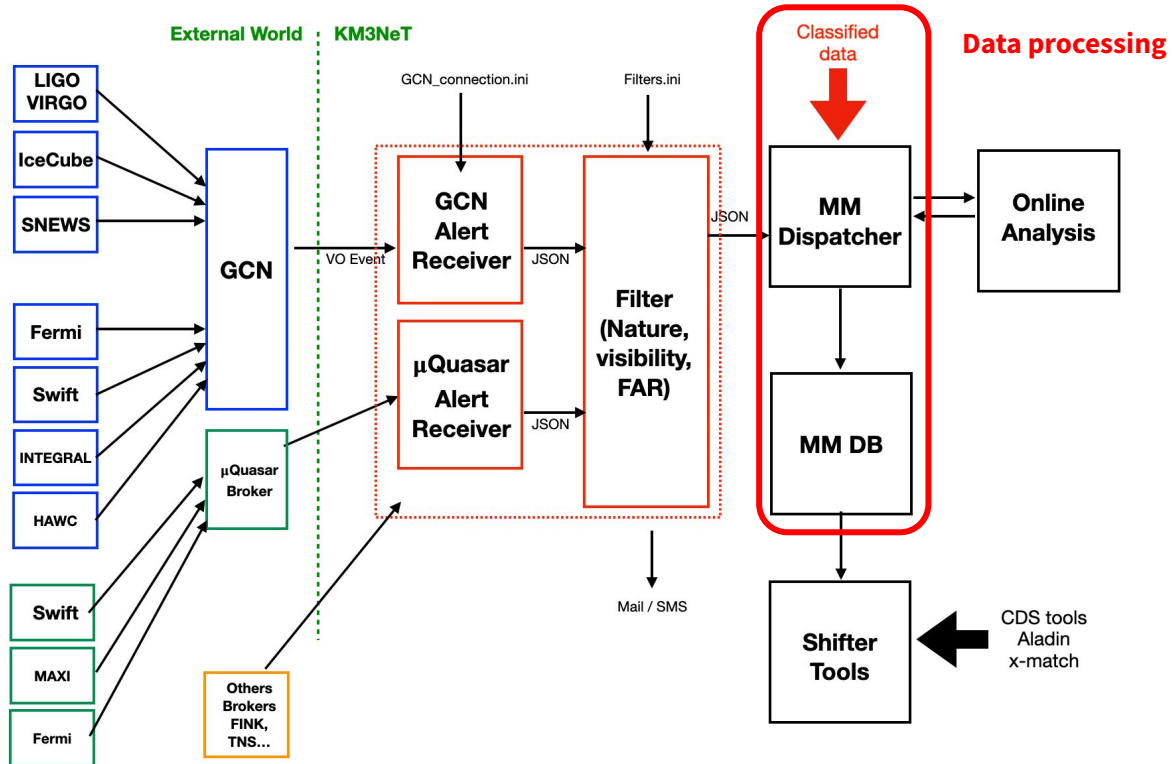 External World
KM3NeT
Classified
data
Data processing
LIGO
VIRGO
IceCube
SNEWS
Fermi
Swift
INTEGRAL
HAWC
Swift
MAXI
Fermi
GCN
μQuasar
Broker
Others
Brokers
FINK,
TNS...
VO Event
GCN_connection.ini
Filters.ini
GCN
Alert
Receiver
JSON
μQuasar
Alert
Receiver
JSON
Filter
(Nature,
visibility,
FAR)
Mail / SMS
JSON
MM
Dispatcher
Online
Analysis
MM DB
Shifter
Tools
CDS tools
Aladin
x-match